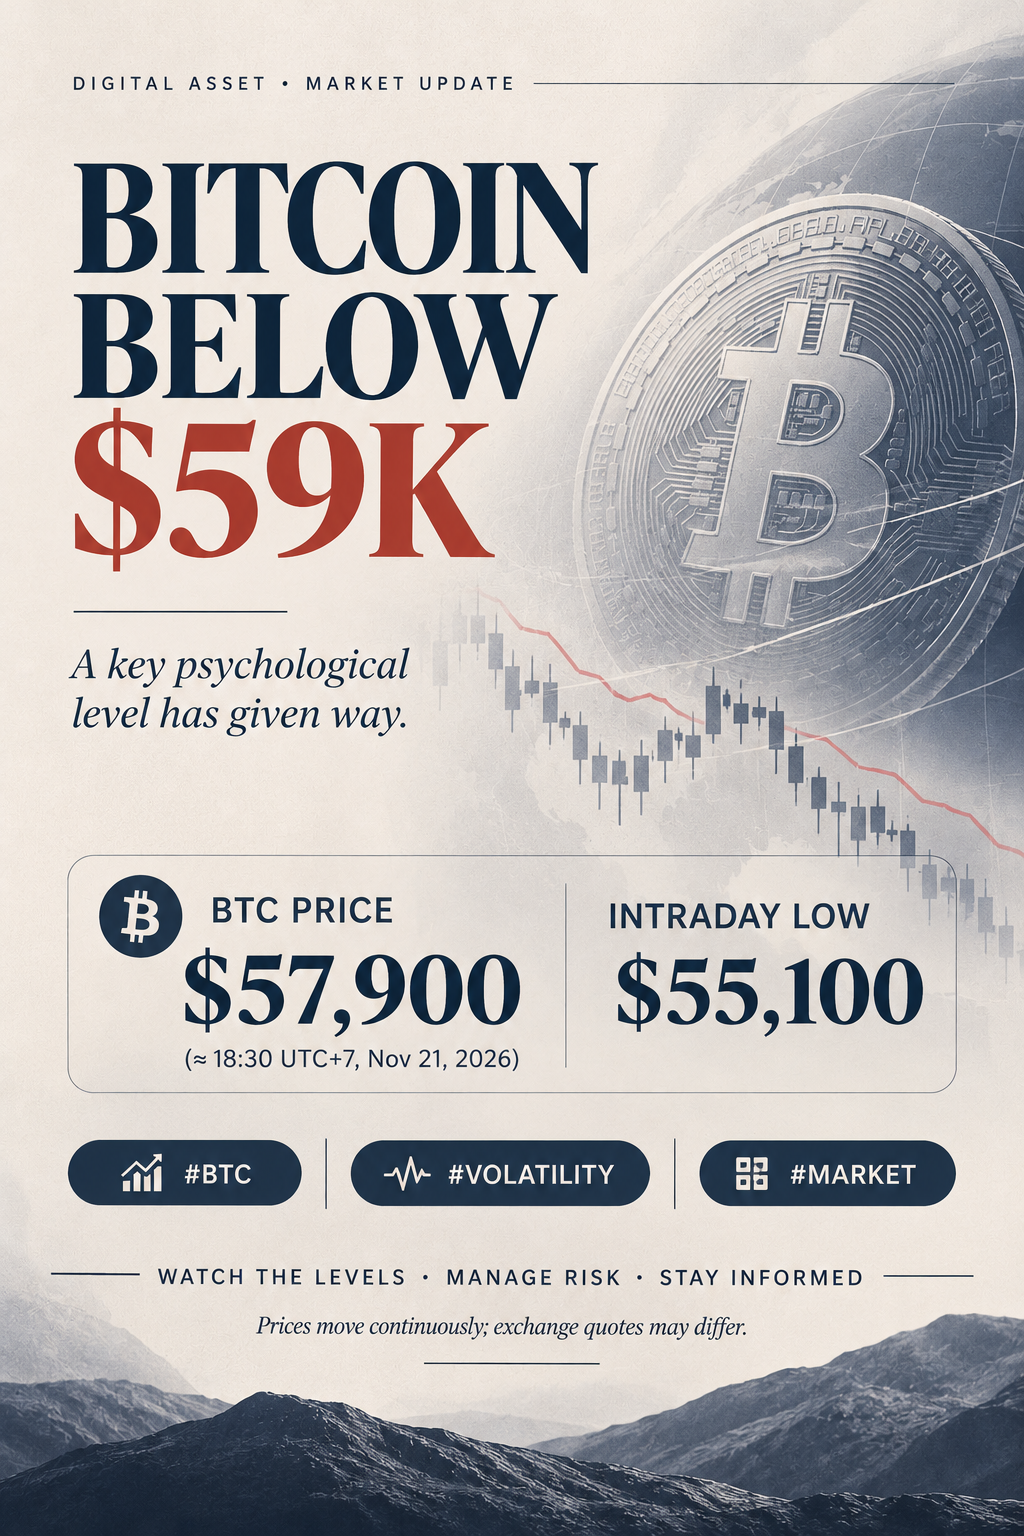 DIGITAL ASSET • MARKET UPDATE
BITCOIN
BELOW
$59K
A key psychological
level has given way.
BTC PRICE
$57,900
(≈ 18:30 UTC+7, Nov 21, 2026)
INTRADAY LOW
$55,100
#BTC
#VOLATILITY
#MARKET
WATCH THE LEVELS • MANAGE RISK • STAY INFORMED
Prices move continuously; exchange quotes may differ.